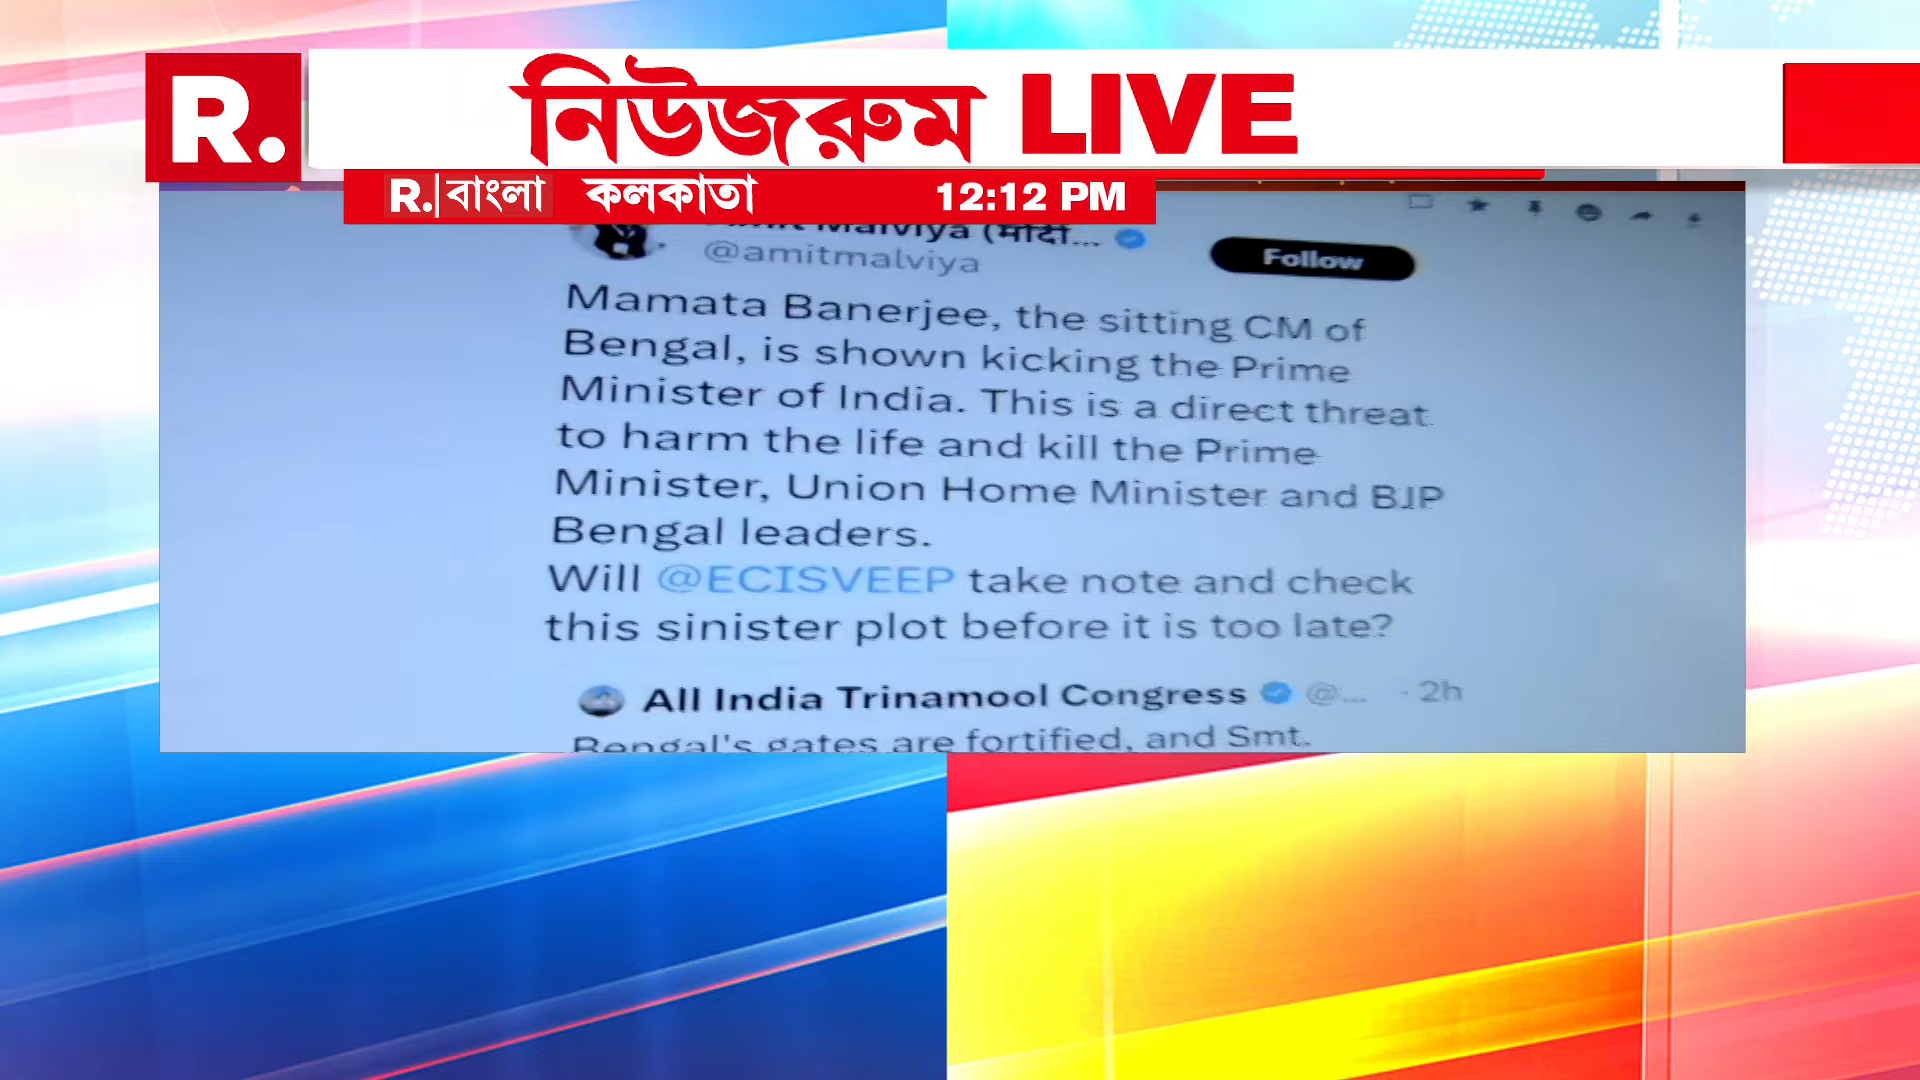 R. নিউজরুম LIVE
R. বাংলা কলকাতা 12:12 PM
Malviya (मोदी...
@amitmalviya
Follow
Mamata Banerjee, the sitting CM of
Bengal, is shown kicking the Prime
Minister of India. This is a direct threat
to harm the life and kill the Prime
Minister, Union Home Minister and BJP
Bengal leaders.
Will @ECISVEEP take note and check
this sinister plot before it is too late?
All India Trinamool Congress @... · 2h
Bengal's gates are fortified, and Smt.